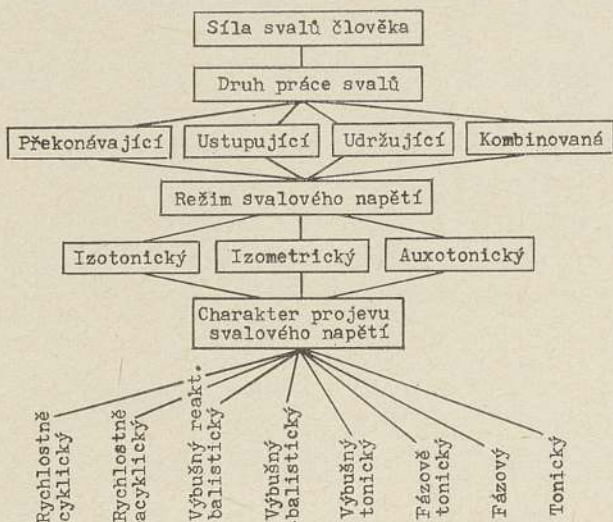 Síla svalů člověka
Druh práce svalů
Překonávající
Ustupující
Udržující
Kombinovaná
Režim svalového napětí
Izotonický
Izometrický
Auxotonický
Charakter projevu
svalového napětí
Rychlostně
cyklický
Rychlostně
acyklický
Výbušný reakt.
balistický
Výbušný
-balistický
Výbušný
tonický
Fázově
tonický
Fázový
Tonický